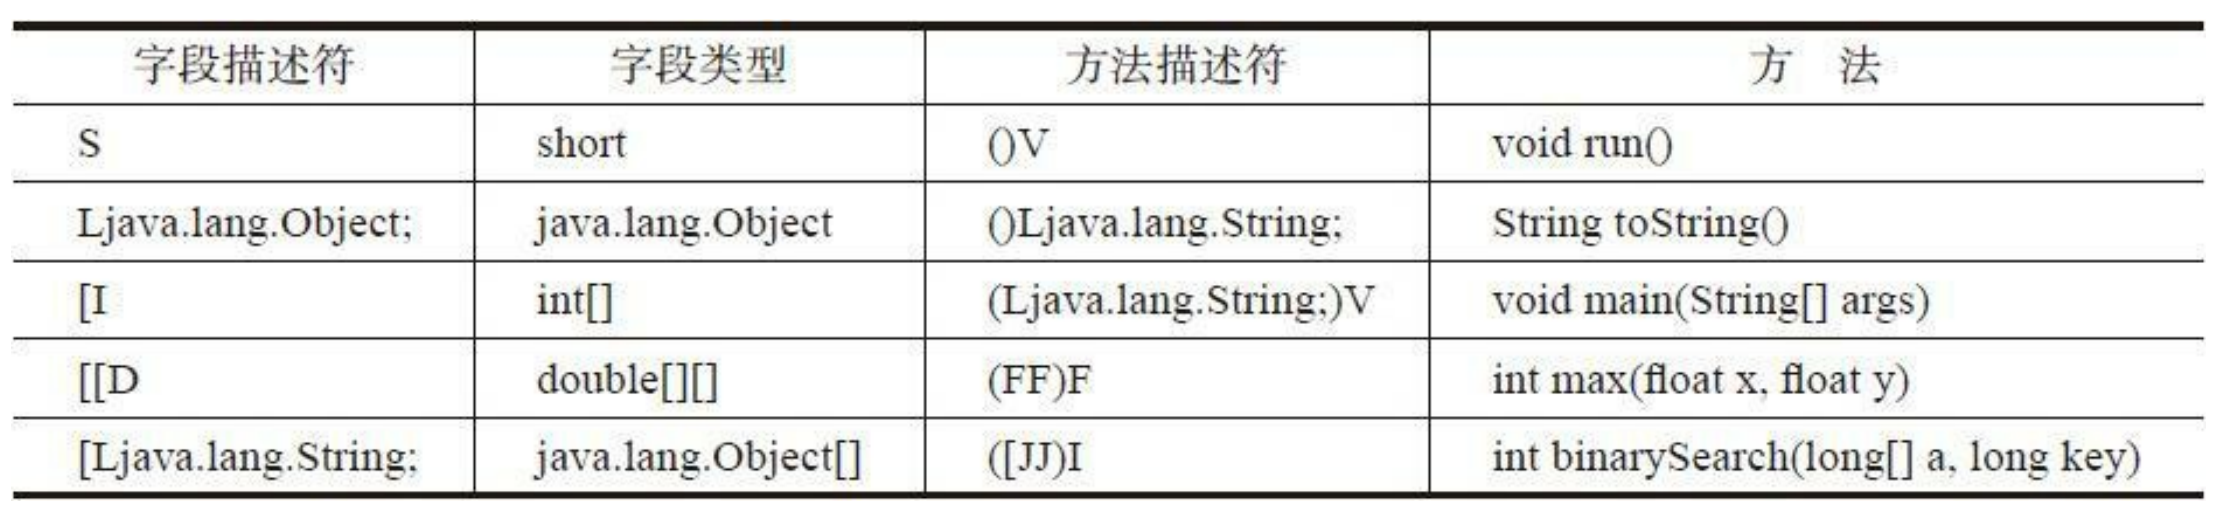 字段描述符 字段类型 方法描述符 方 法
S short ()V void run()
Ljava.lang.Object; java.lang.Object ()Ljava.lang.String; String toString()
[I int[] (Ljava.lang.String;)V void main(String[] args)
[[D double[][] (FF)F int max(float x, float y)
[Ljava.lang.String; java.lang.Object[] ([JJ)I int binarySearch(long[] a, long key)